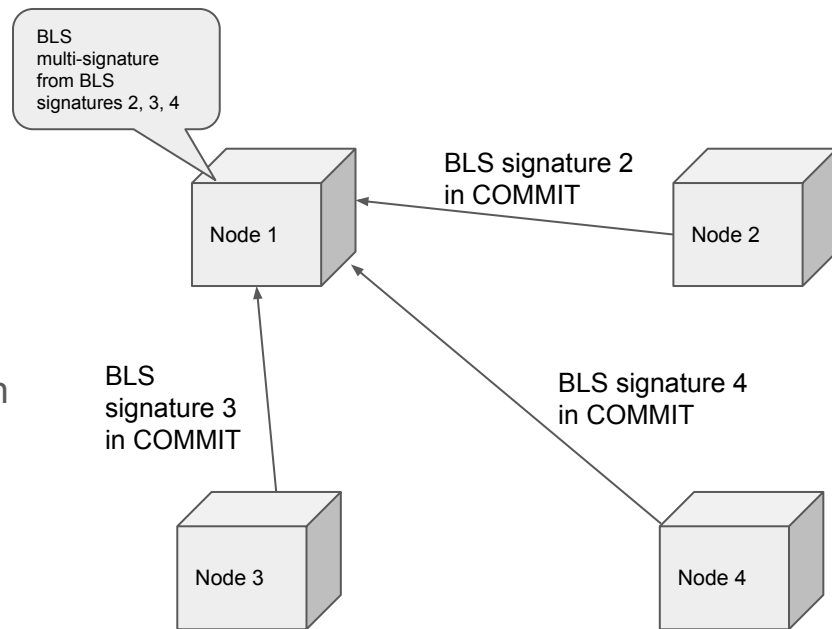 BLS
multi-signature
from BLS
signatures 2, 3, 4
BLS signature 2
in COMMIT
Node 1
Node 2
BLS
signature 3
in COMMIT
BLS signature 4
in COMMIT
Node 3
Node 4